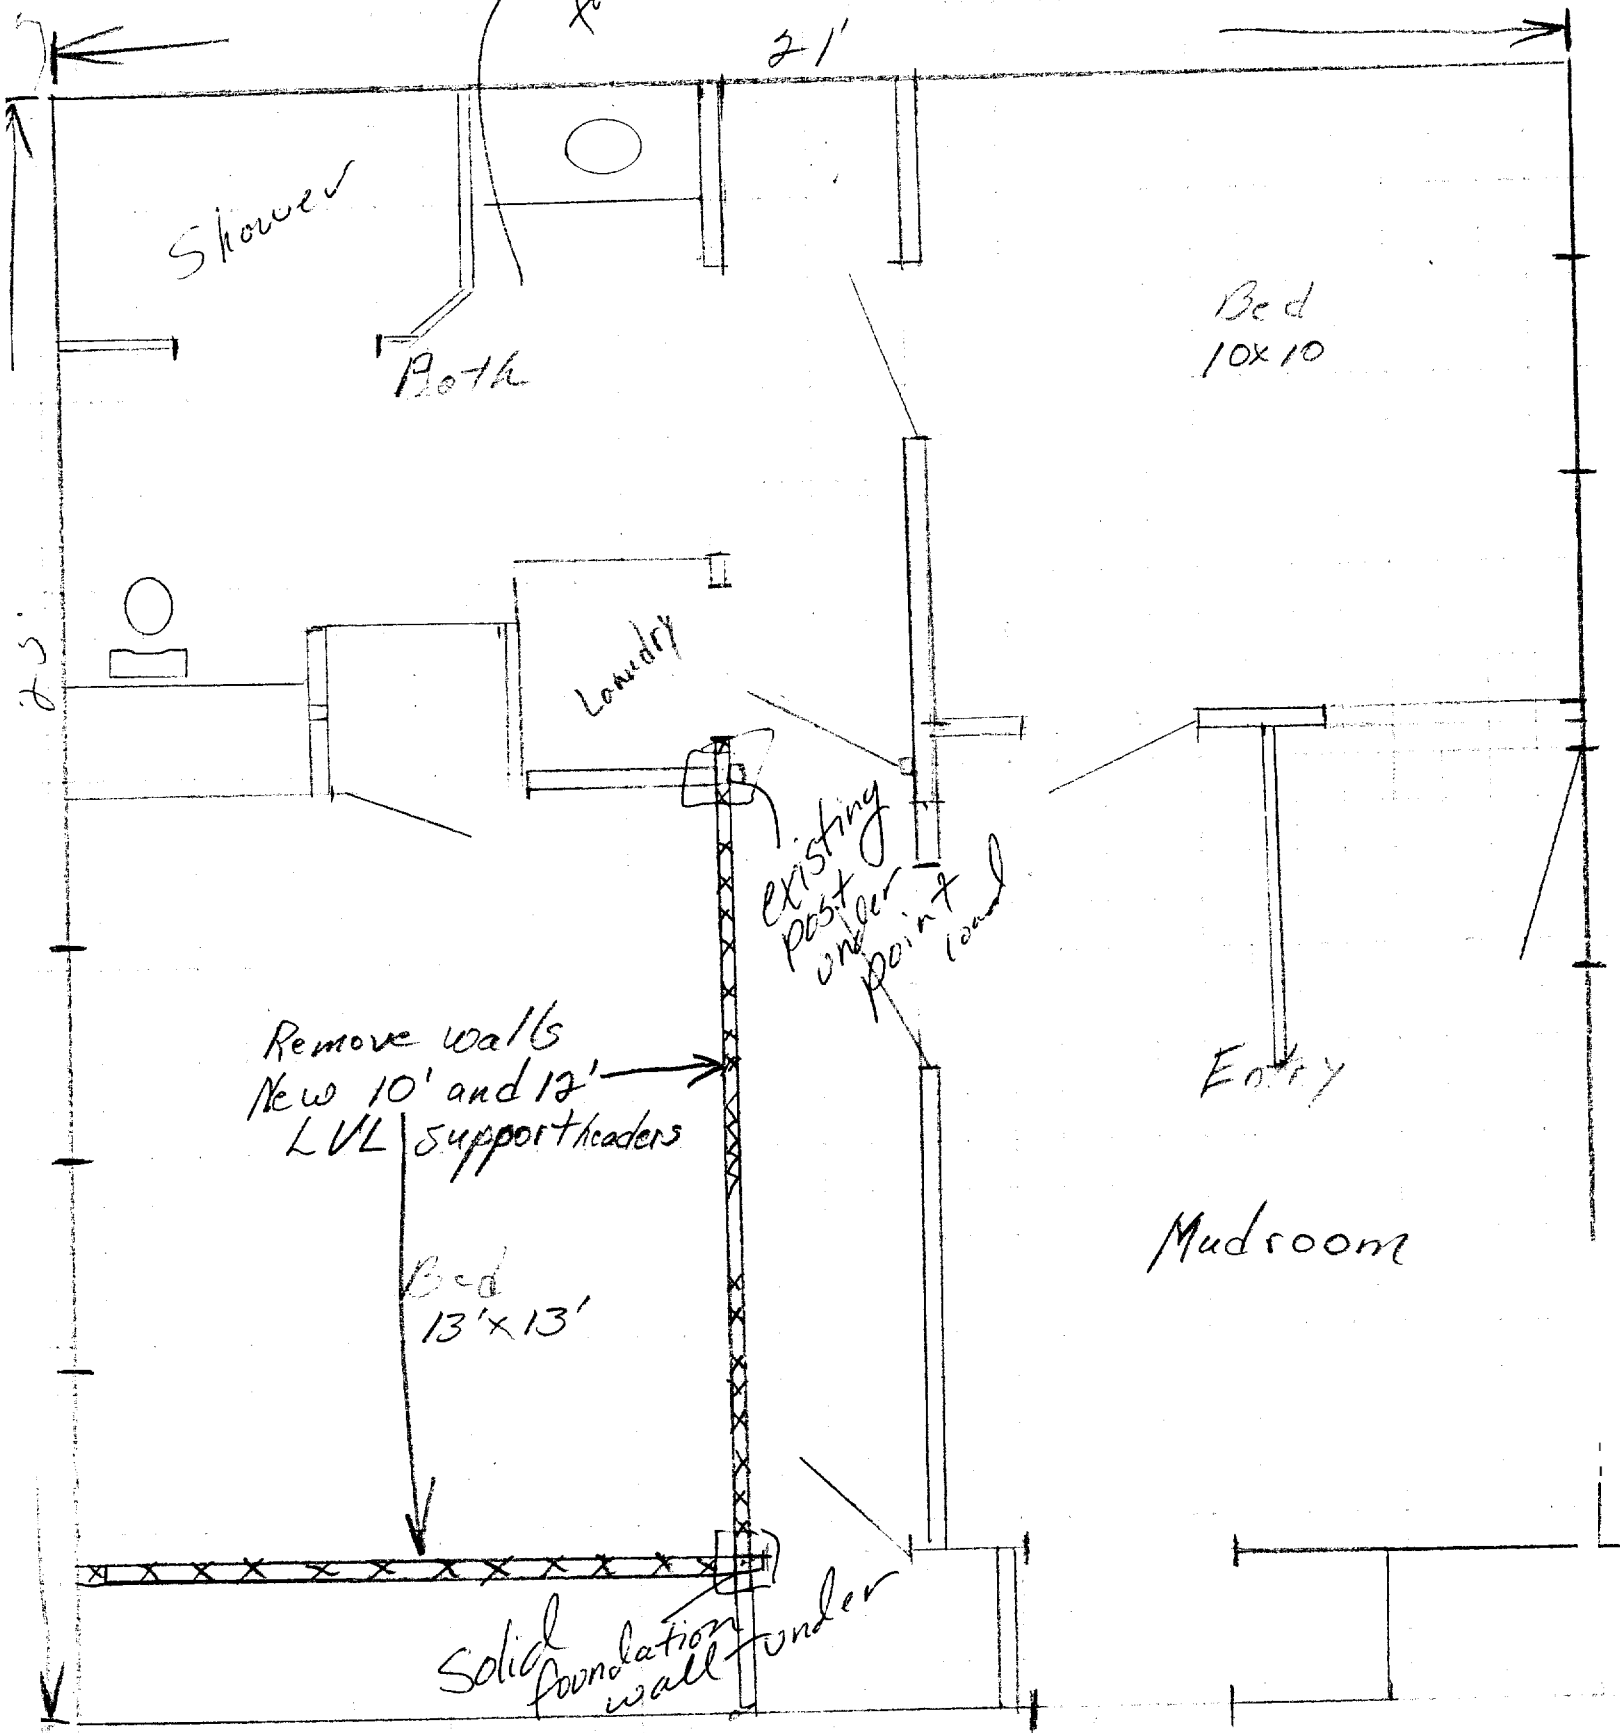 21'
Shower
Bed
10x10
Bath
25'
Laundry
existing
post
under
point
load
Remove walls
New 10' and 12'
LVL support headers
Entry
Mudroom
Bed
13'x13'
Solid
foundation
wall under